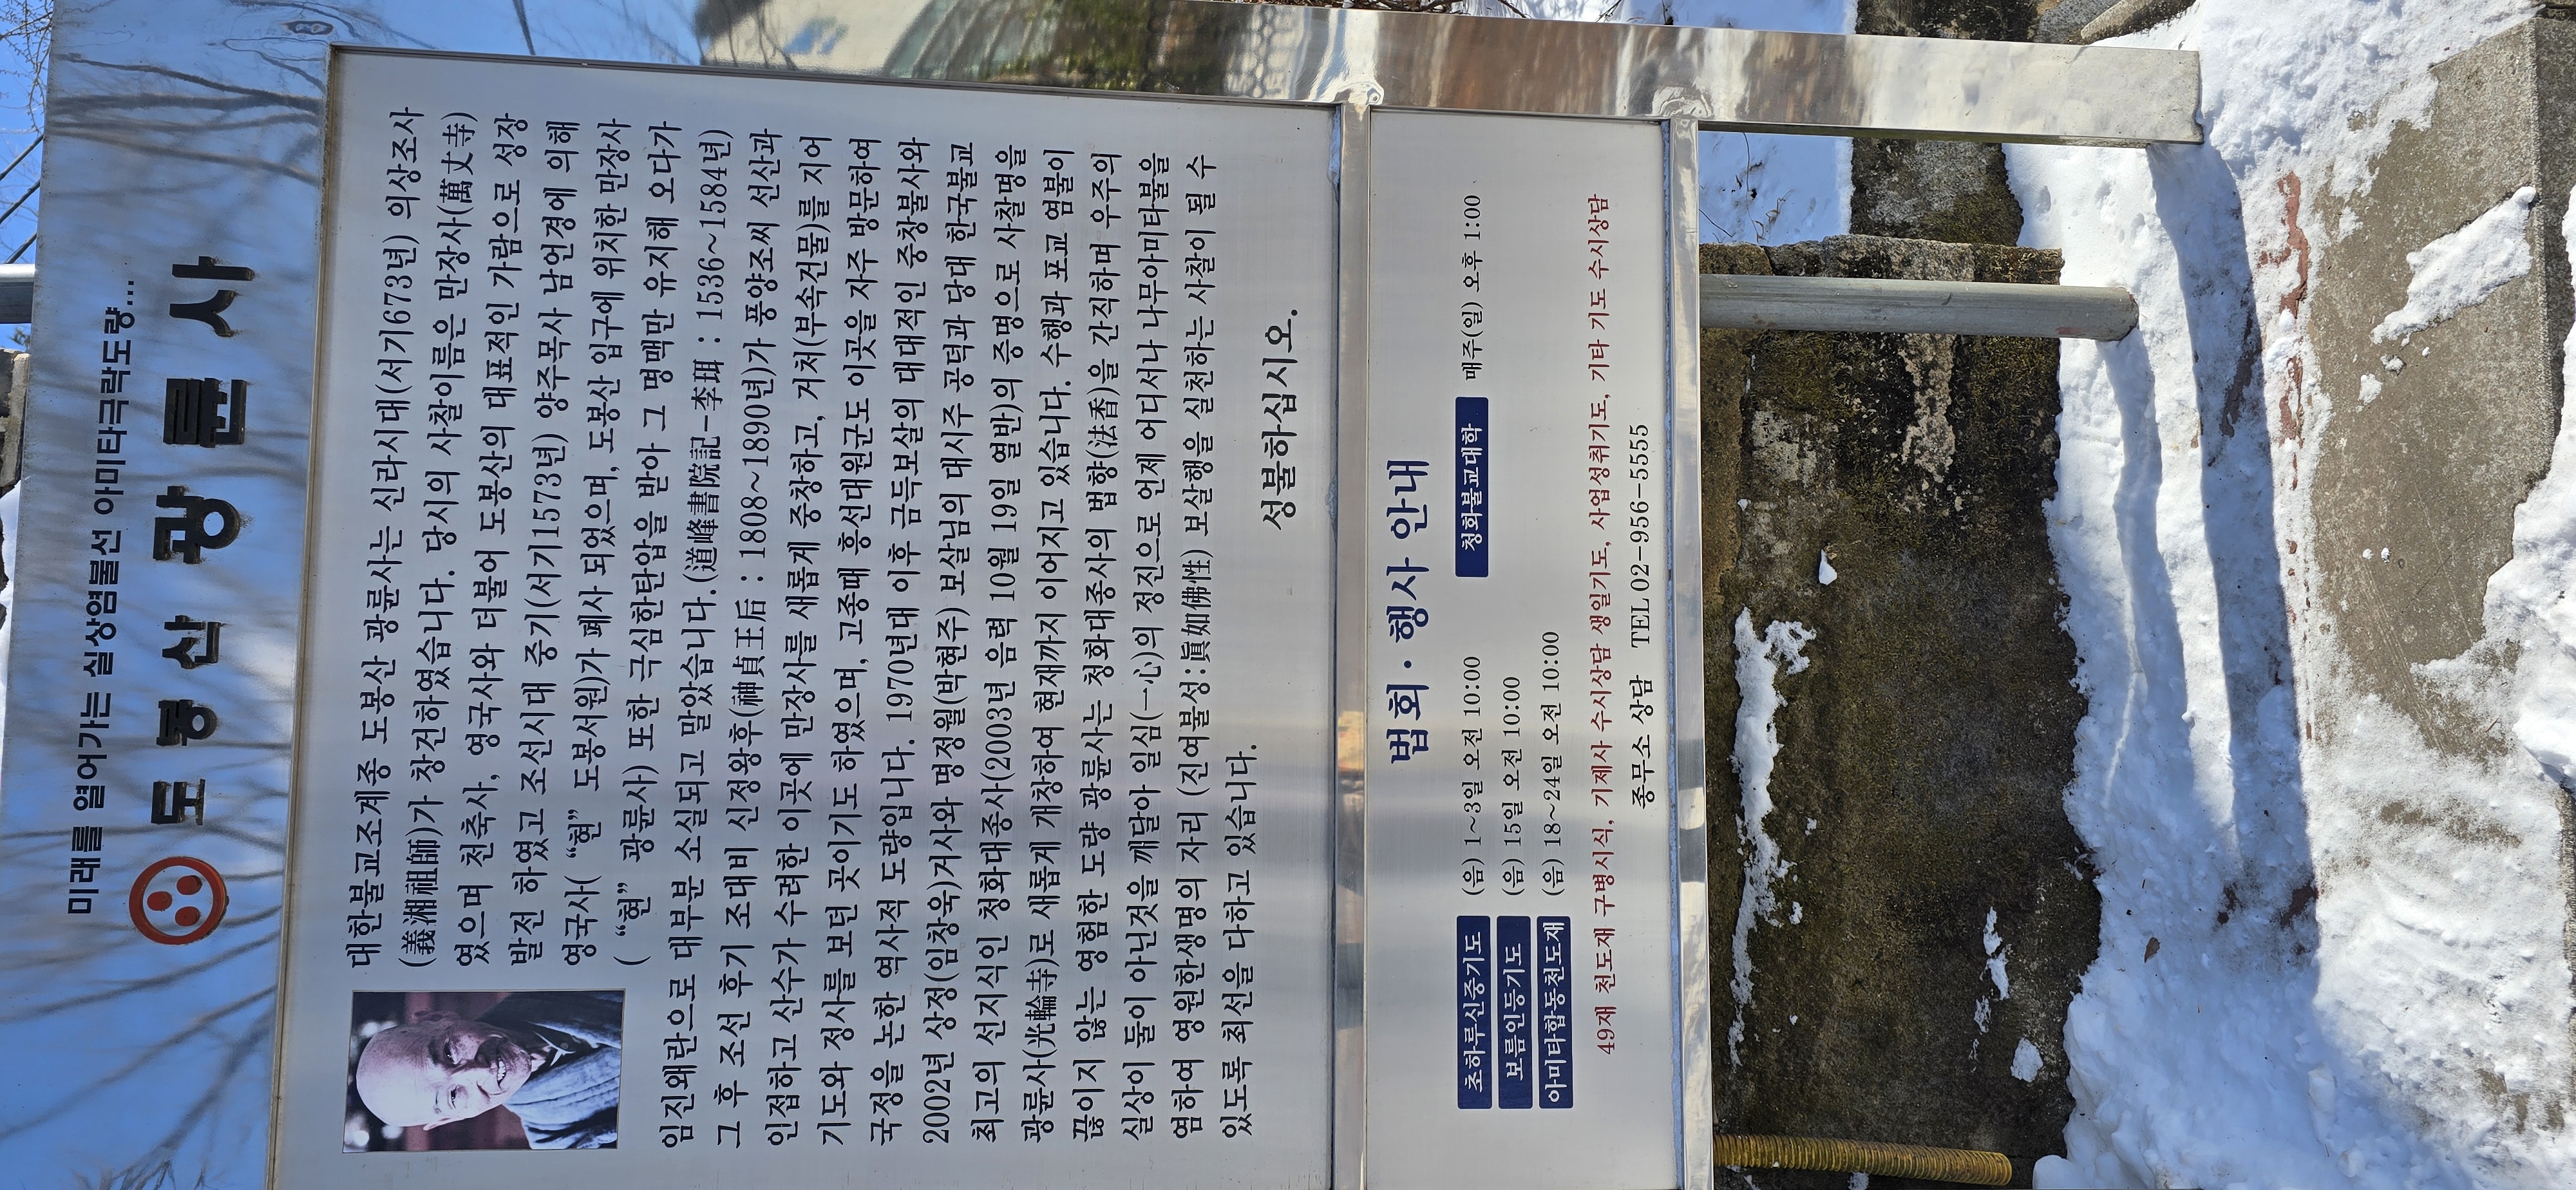 미래를 열어가는 실상염불선 아미타극락도량...
도봉산 광륜사
대한불교조계종 도봉산 광륜사는 신라시대(서기673년) 의상조사
(義湘祖師)가 창건하였습니다. 당시의 사찰이름은 만장사(萬丈寺)
였으며 천축사, 영국사와 더불어 도봉산의 대표적인 가람으로 성장
발전 하였고 조선시대 중기(서기1573년) 양주목사 남언경에 의해
영국사( “현” 도봉서원)가 폐사 되었으며, 도봉산 입구에 위치한 만장사
( “현” 광륜사) 또한 극심한탄압을 받아 그 명맥만 유지해 오다가
임진왜란으로 대부분 소실되고 말았습니다.(道峰書院記-李珥 : 1536~1584년)
그 후 조선 후기 조대비 신정왕후(神貞王后 : 1808~1890년)가 풍양조씨 선산과
인접하고 산수가 수려한 이곳에 만장사를 새롭게 중창하고, 거처(부속건물)를 지어
기도와 정사를 보던 곳이기도 하였으며, 고종때 흥선대원군도 이곳을 자주 방문하여
국정을 논한 역사적 도량입니다. 1970년대 이후 금득보살의 대대적인 중창불사와
2002년 상정(임창욱)거사와 명정월(박현주) 보살님의 대시주 공덕과 당대 한국불교
최고의 선지식인 청화대종사(2003년 음력 10월 19일 열반)의 증명으로 사찰명을
광륜사(光輪寺)로 새롭게 개창하여 현재까지 이어지고 있습니다. 수행과 포교 염불이
끊이지 않는 영험한 도량 광륜사는 청화대종사의 법향(法香)을 간직하며 우주의
실상이 둘이 아닌것을 깨달아 일심(一心)의 정진으로 언제 어디서나 나무아미타불을
염하여 영원한생명의 자리 (진여불성:眞如佛性) 보살행을 실천하는 사찰이 될 수
있도록 최선을 다하고 있습니다.
성불하십시오.
법회·행사 안내
초하루신중기도 (음) 1~3일 오전 10:00 청화불교대학 매주(일) 오후 1:00
보름인등기도 (음) 15일 오전 10:00
아미타합동천도재 (음) 18~24일 오전 10:00
49재 천도재 구병시식, 기제사 수시상담 생일기도, 사업성취기도, 기타 기도 수시상담
종무소 상담 TEL 02-956-5555